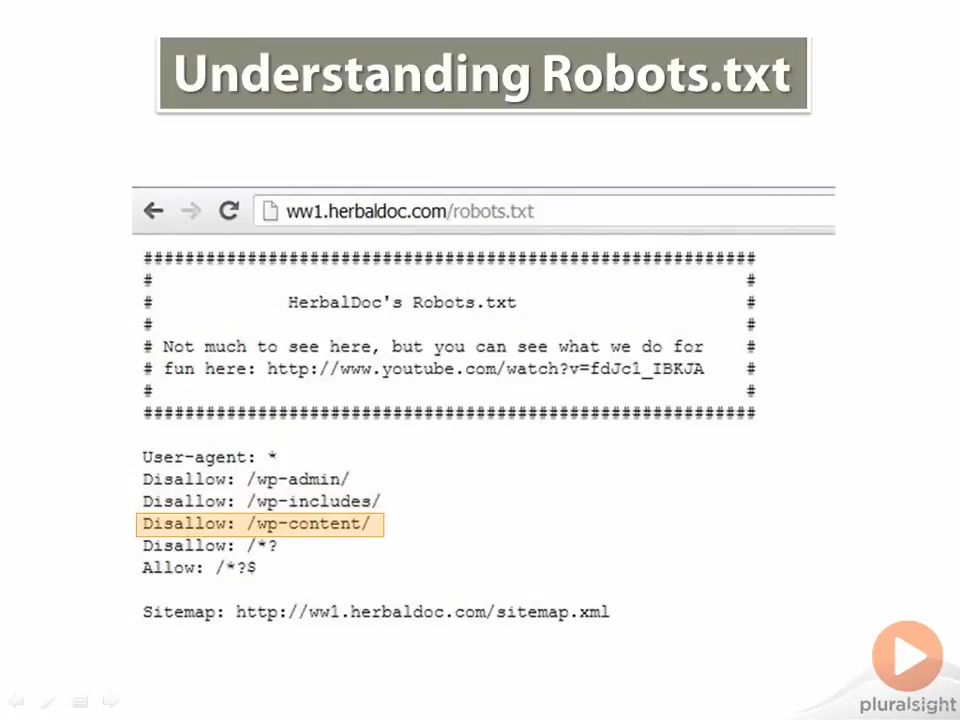 Understanding Robots.txt
ww1.herbaldoc.com/robots.txt
###########################################################
#                                                         #
#             HerbalDoc's Robots.txt                      #
#                                                         #
# Not much to see here, but you can see what we do for    #
# fun here: http://www.youtube.com/watch?v=fdJc1_IBKJA    #
#                                                         #
###########################################################
User-agent: *
Disallow: /wp-admin/
Disallow: /wp-includes/
Disallow: /wp-content/
Disallow: /*?
Allow: /*?$
Sitemap: http://ww1.herbaldoc.com/sitemap.xml
pluralsight